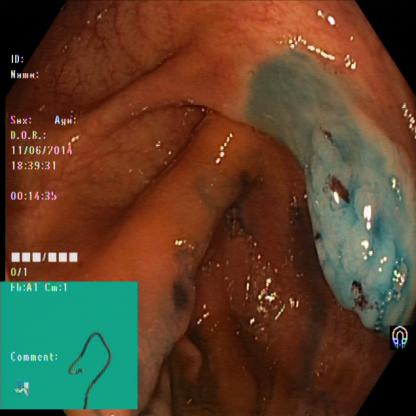 ID:
Name:
Sex: Age:
D.O.B.:
11/06/2014
18:39:31
00:14:35
0/1
Eh:A1 Cm:1
Comment: